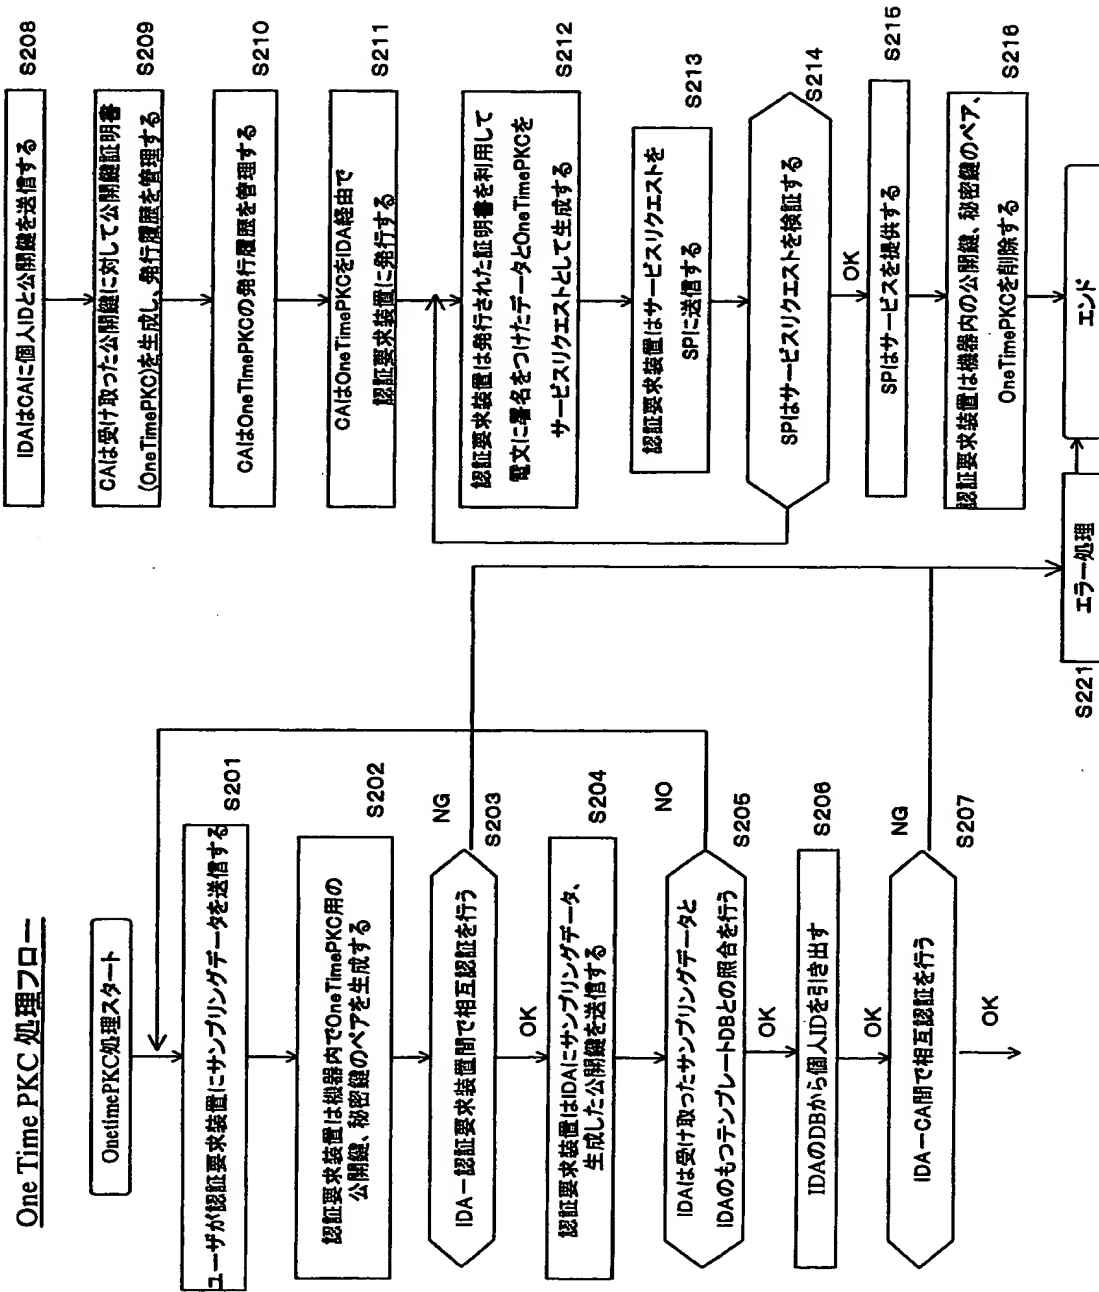 One Time PKC 処理フロー
OnetimePKC処理スタート
ユーザが認証要求装置にサンプリングデータを送信する
S201
認証要求装置は機器内でOneTimePKC用の
公開鍵、秘密鍵のペアを生成する
S202
NG
IDA－認証要求装置間で相互認証を行う
S203
OK
認証要求装置はIDAにサンプリングデータ、
生成した公開鍵を送信する
S204
NO
IDAは受け取ったサンプリングデータと
IDAのもつテンプレートDBとの照合を行う
S205
OK
IDAのDBから個人IDを引き出す
S206
OK
NG
IDA－CA間で相互認証を行う
S207
OK
IDAはCAに個人IDと公開鍵を送信する
S208
CAは受け取った公開鍵に対して公開鍵証明書
(OneTimePKC)を生成し、発行履歴を管理する
S209
CAはOneTimePKCの発行履歴を管理する
S210
CAはOneTimePKCをIDA経由で
認証要求装置に発行する
S211
認証要求装置は発行された証明書を利用して
電文に署名をつけたデータとOneTimePKCを
サービスリクエストとして生成する
S212
認証要求装置はサービスリクエストを
SPに送信する
S213
SPはサービスリクエストを検証する
S214
OK
SPはサービスを提供する
S215
認証要求装置は機器内の公開鍵、秘密鍵のペア、
OneTimePKCを削除する
S216
エラー処理
S221
エンド